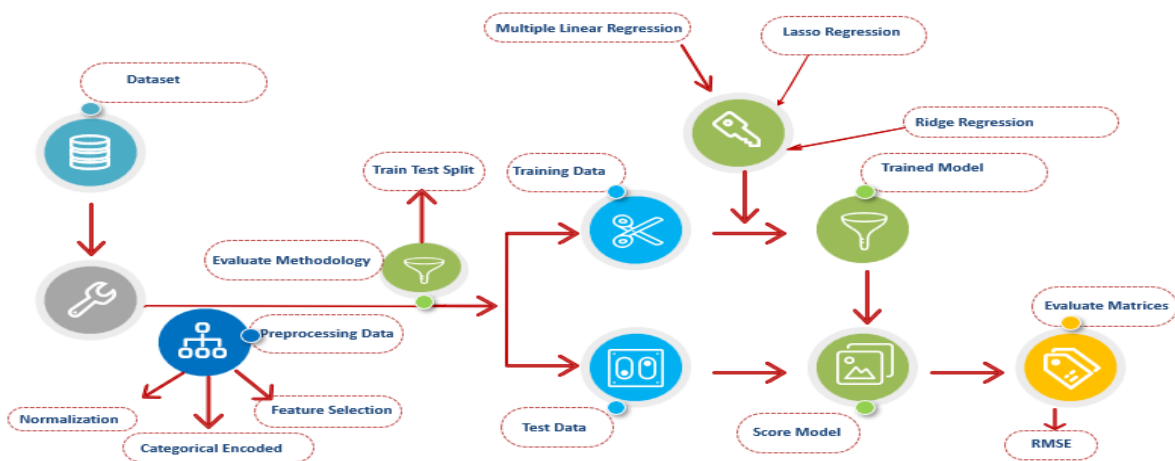 Multiple Linear Regression
Lasso Regression
Dataset
Ridge Regression
Train Test Split
Training Data
Trained Model
Evaluate Methodology
Evaluate Matrices
Preprocessing Data
Normalization
Feature Selection
Categorical Encoded
Test Data
Score Model
RMSE